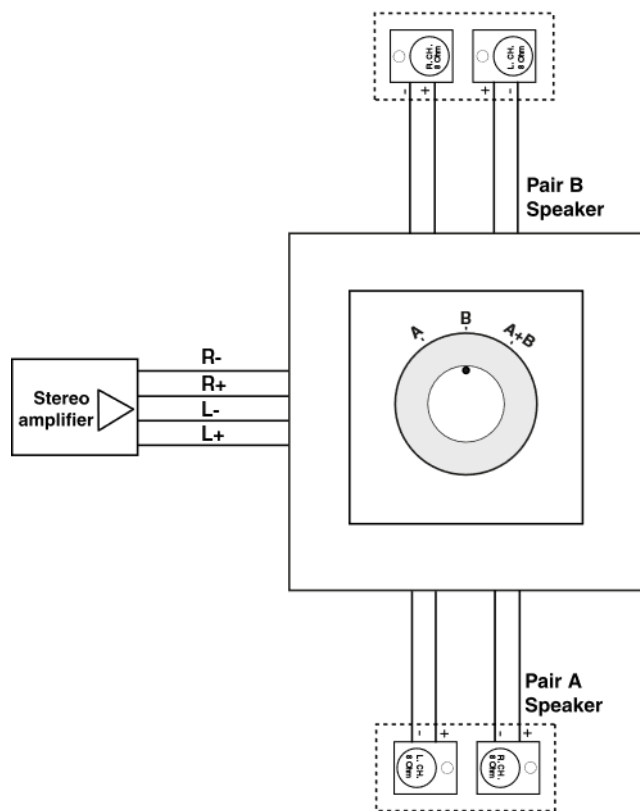 R.CH.
8 Ohm
L. CH.
8 Ohm
- +
+ -
Pair B
Speaker
A
B
A+B
R-
R+
L-
L+
Stereo
amplifier
Pair A
Speaker
- +
- +
L. CH.
8 Ohm
R.CH.
8 Ohm